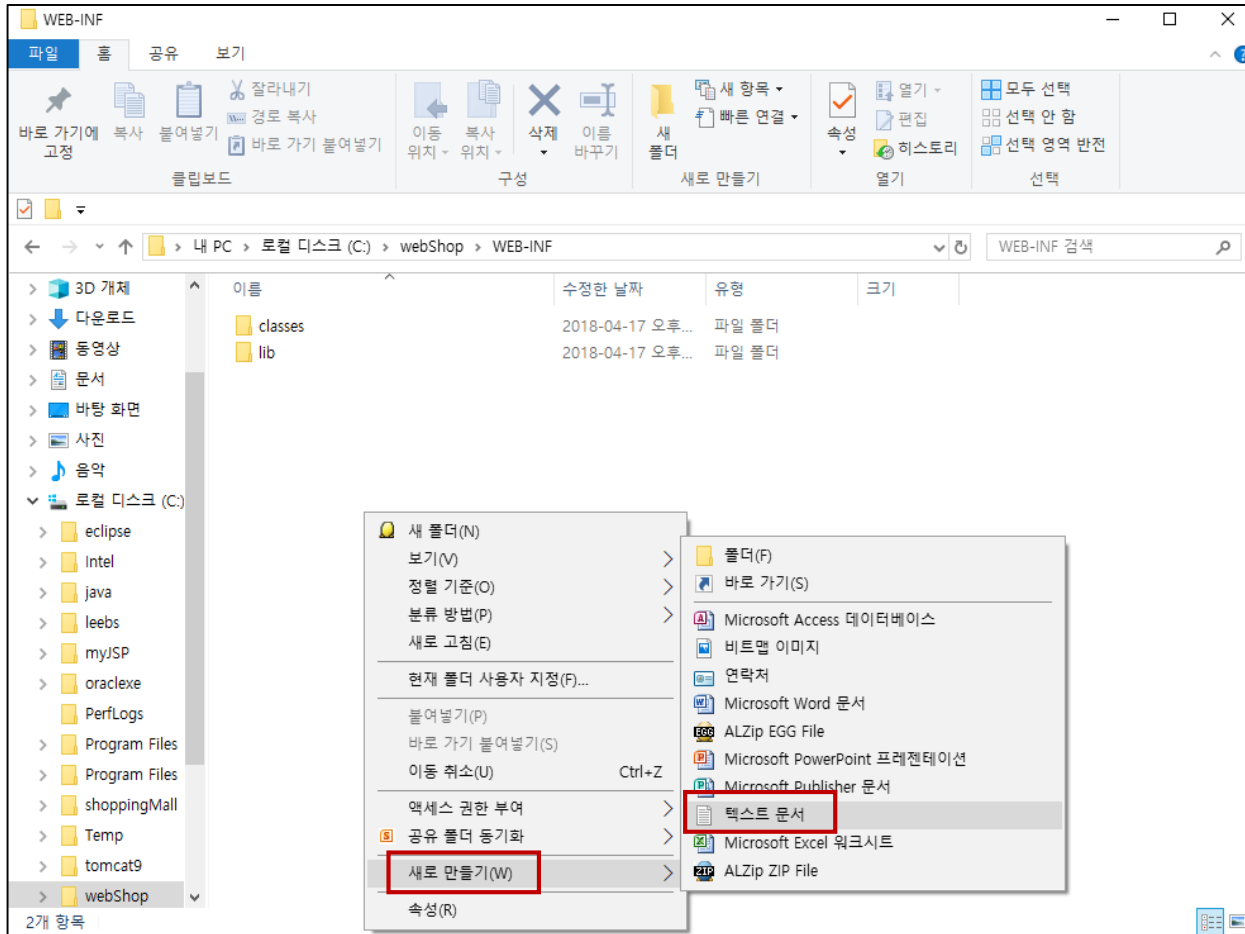 WEB-INF
파일 홈 공유 보기
바로 가기에 고정
복사
붙여넣기
잘라내기
경로 복사
바로 가기 붙여넣기
클립보드
이동 위치
복사 위치
삭제
이름 바꾸기
구성
새 폴더
새 항목
빠른 연결
새로 만들기
속성
열기
편집
히스토리
열기
모두 선택
선택 안 함
선택 영역 반전
선택
내 PC > 로컬 디스크 (C:) > webShop > WEB-INF
WEB-INF 검색
3D 개체
다운로드
동영상
문서
바탕 화면
사진
음악
로컬 디스크 (C:)
eclipse
Intel
java
leebs
myJSP
oraclexe
PerfLogs
Program Files
Program Files
shoppingMall
Temp
tomcat9
webShop
이름 수정한 날짜 유형 크기
classes 2018-04-17 오후... 파일 폴더
lib 2018-04-17 오후... 파일 폴더
새 폴더(N)
보기(V)
정렬 기준(O)
분류 방법(P)
새로 고침(E)
현재 폴더 사용자 지정(F)...
붙여넣기(P)
바로 가기 붙여넣기(S)
이동 취소(U) Ctrl+Z
액세스 권한 부여
공유 폴더 동기화
새로 만들기(W)
속성(R)
폴더(F)
바로 가기(S)
Microsoft Access 데이터베이스
비트맵 이미지
연락처
Microsoft Word 문서
ALZip EGG File
Microsoft PowerPoint 프레젠테이션
Microsoft Publisher 문서
텍스트 문서
Microsoft Excel 워크시트
ALZip ZIP File
2개 항목